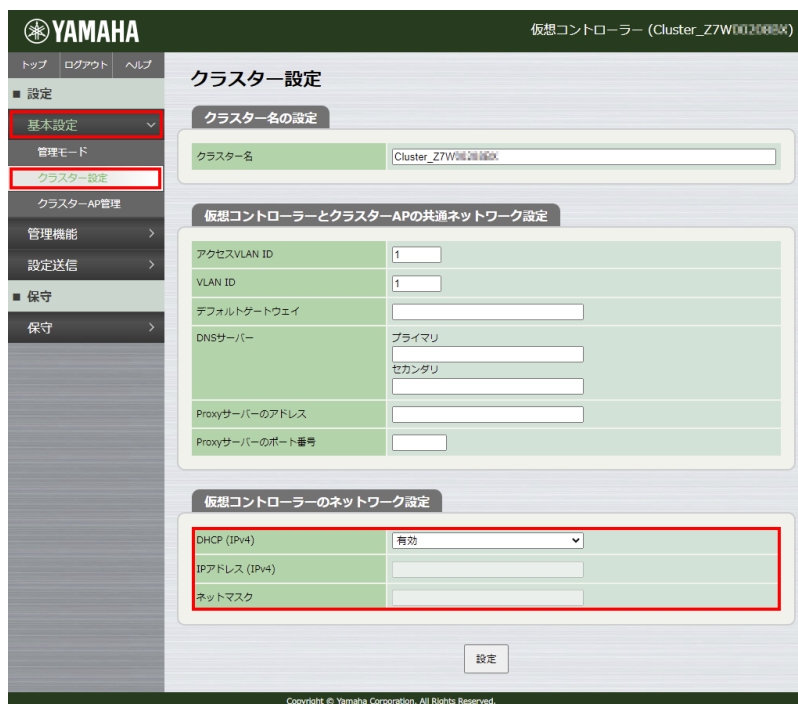 YAMAHA
仮想コントローラー (Cluster_Z7W
トップ ログアウト ヘルプ
■ 設定
基本設定
管理モード
クラスター設定
クラスターAP管理
管理機能
設定送信
■ 保守
保守
クラスター設定
クラスター名の設定
クラスター名 Cluster_Z7W
仮想コントローラーとクラスターAPの共通ネットワーク設定
アクセスVLAN ID 1
VLAN ID 1
デフォルトゲートウェイ
DNSサーバー プライマリ
セカンダリ
Proxyサーバーのアドレス
Proxyサーバーのポート番号
仮想コントローラーのネットワーク設定
DHCP (IPv4) 有効
IPアドレス (IPv4)
ネットマスク
設定
Copyright © Yamaha Corporation. All Rights Reserved.